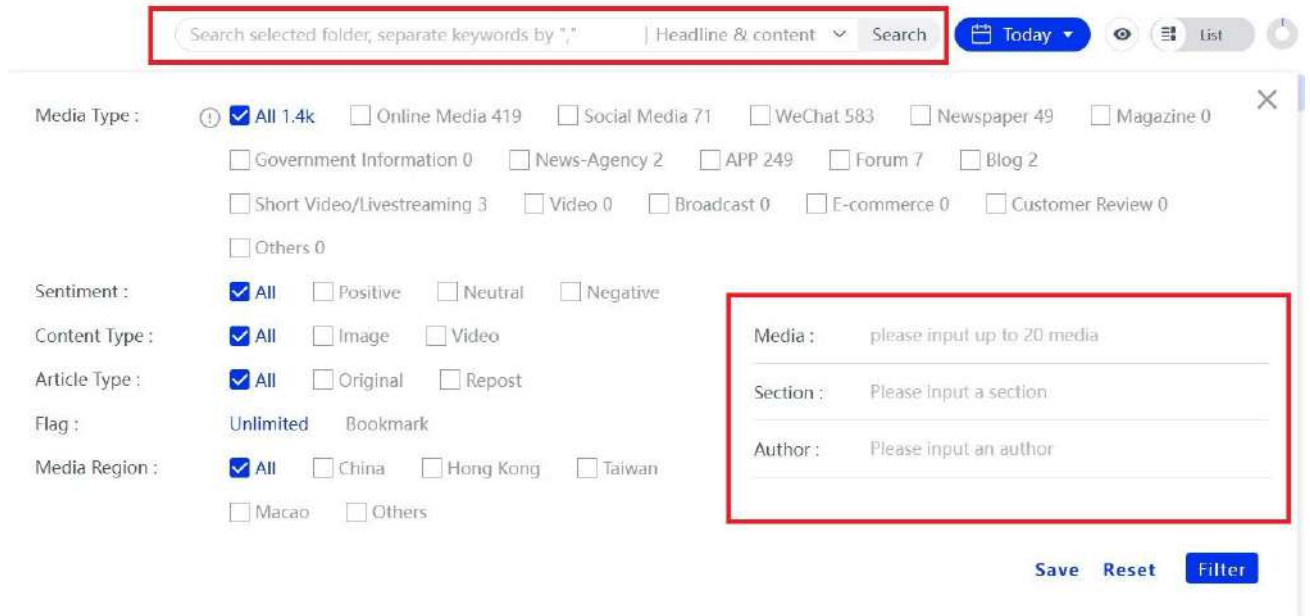 Search selected folder, separate keywords by "," | Headline & content Search Today List
Media Type : All 1.4k Online Media 419 Social Media 71 WeChat 583 Newspaper 49 Magazine 0
Government Information 0 News-Agency 2 APP 249 Forum 7 Blog 2
Short Video/Livestreaming 3 Video 0 Broadcast 0 E-commerce 0 Customer Review 0
Others 0
Sentiment : All Positive Neutral Negative
Content Type : All Image Video
Article Type : All Original Repost
Flag : Unlimited Bookmark
Media Region : All China Hong Kong Taiwan
Macao Others
Media : please input up to 20 media
Section : Please input a section
Author : Please input an author
Save Reset Filter